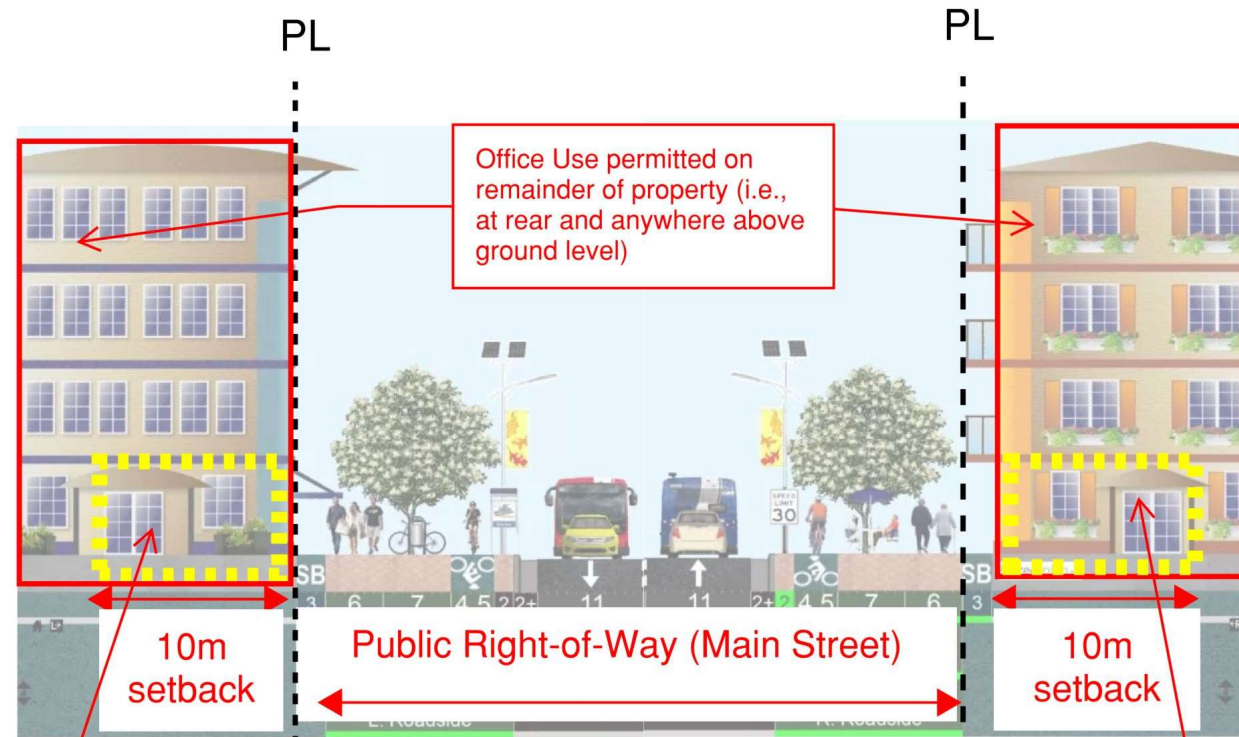 PL
PL
Office Use permitted on
remainder of property (i.e.,
at rear and anywhere above
ground level)
SPEED
LIMIT
30
SB
SB
3 6 7 4.5 2 2+ 11 11 2+ 2 4.5 7 6 3
10m
setback
Public Right-of-Way (Main Street)
10m
setback
L. Roadside
R. Roadside